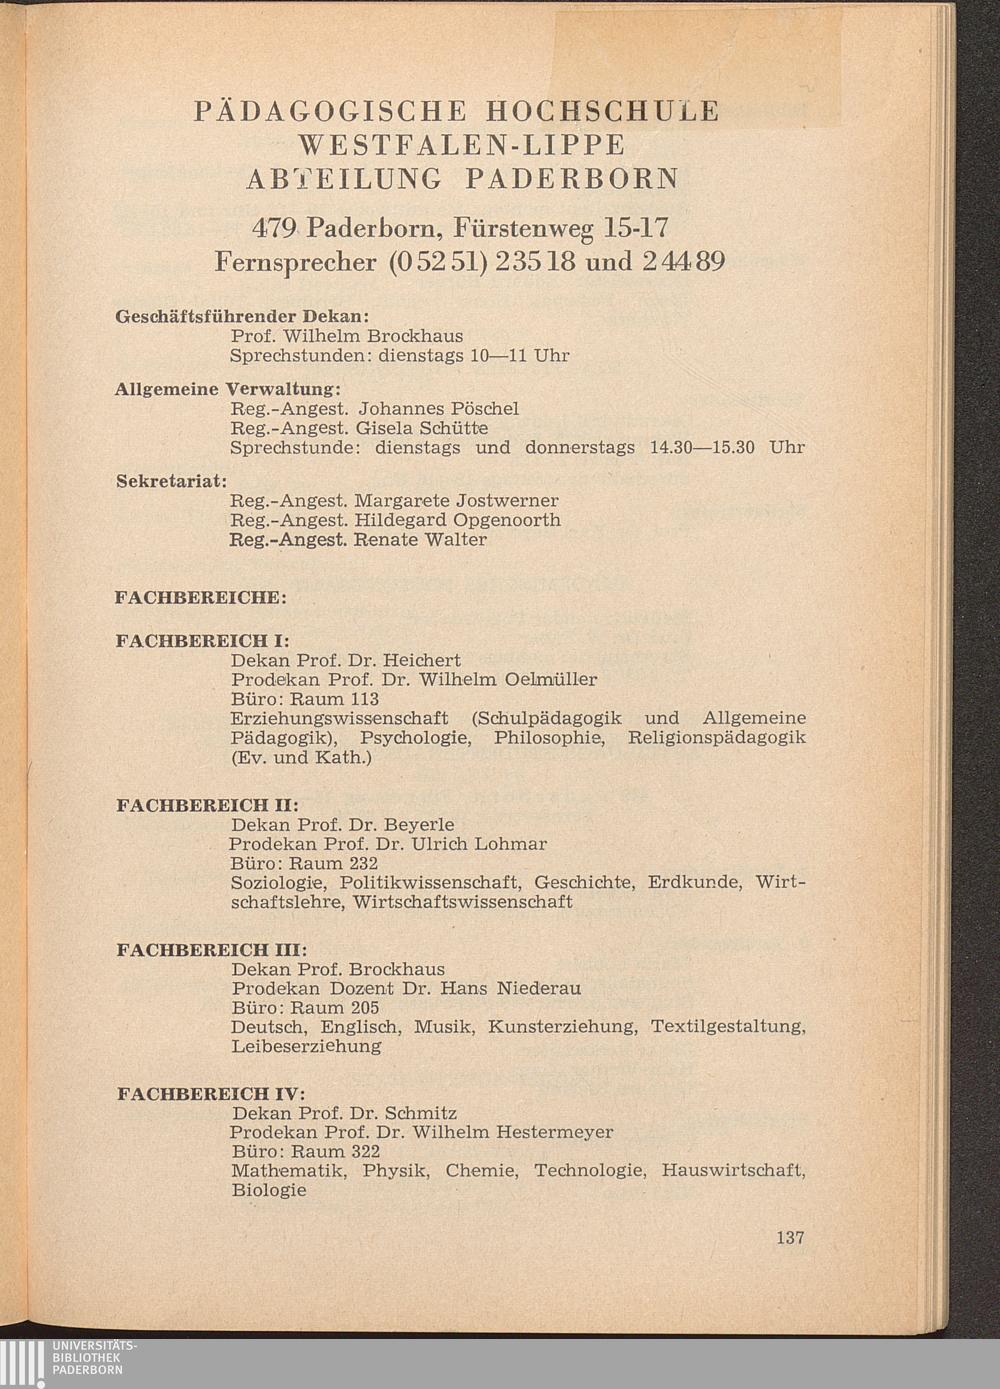 PÄDAGOGISCHE HOCHSCHULE
WESTFALEN-LIPPE
ABTEILUNG PADERBORN
479 Paderborn, Fürstenweg 15-17
Fernsprecher (0 52 51) 2 35 18 und 2 44 89
Geschäftsführender Dekan:
Prof. Wilhelm Brockhaus
Sprechstunden: dienstags 10—11 Uhr
Allgemeine Verwaltung:
Reg.-Angest. Johannes Pöschel
Reg.-Angest. Gisela Schütte
Sprechstunde: dienstags und donnerstags 14.30—15.30 Uhr
Sekretariat:
Reg.-Angest. Margarete Jostwerner
Reg.-Angest. Hildegard Opgenoorth
Reg.-Angest. Renate Walter
FACHBEREICHE:
FACHBEREICH I:
Dekan Prof. Dr. Heichert
Prodekan Prof. Dr. Wilhelm Oelmüller
Büro: Raum 113
Erziehungswissenschaft (Schulpädagogik und Allgemeine
Pädagogik), Psychologie, Philosophie, Religionspädagogik
(Ev. und Kath.)
FACHBEREICH II:
Dekan Prof. Dr. Beyerle
Prodekan Prof. Dr. Ulrich Lohmar
Büro: Raum 232
Soziologie, Politikwissenschaft, Geschichte, Erdkunde, Wirt-
schaftslehre, Wirtschaftswissenschaft
FACHBEREICH III:
Dekan Prof. Brockhaus
Prodekan Dozent Dr. Hans Niederau
Büro: Raum 205
Deutsch, Englisch, Musik, Kunsterziehung, Textilgestaltung,
Leibeserziehung
FACHBEREICH IV:
Dekan Prof. Dr. Schmitz
Prodekan Prof. Dr. Wilhelm Hestermeyer
Büro: Raum 322
Mathematik, Physik, Chemie, Technologie, Hauswirtschaft,
Biologie
137
UNIVERSITÄTS-
BIBLIOTHEK
PADERBORN